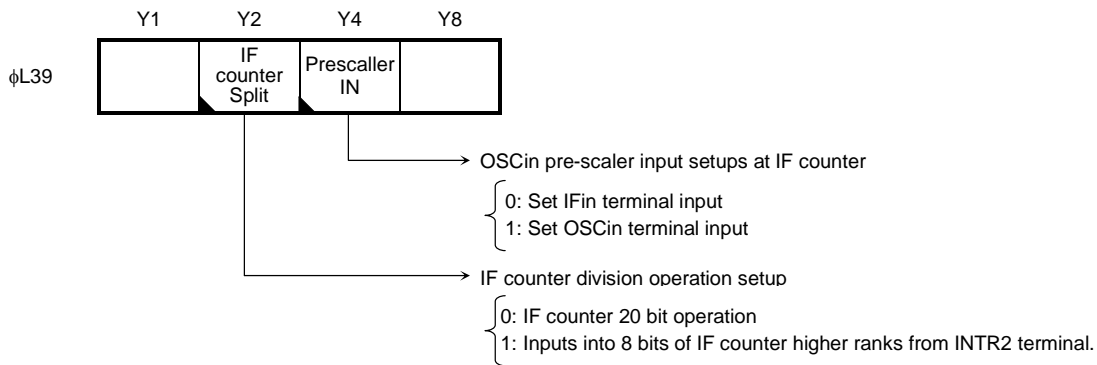 Y1 Y2 Y4 Y8
ϕL39
IF
counter
Split
Prescaller
IN
OSCin pre-scaler input setups at IF counter
0: Set IFin terminal input
1: Set OSCin terminal input
IF counter division operation setup
0: IF counter 20 bit operation
1: Inputs into 8 bits of IF counter higher ranks from INTR2 terminal.